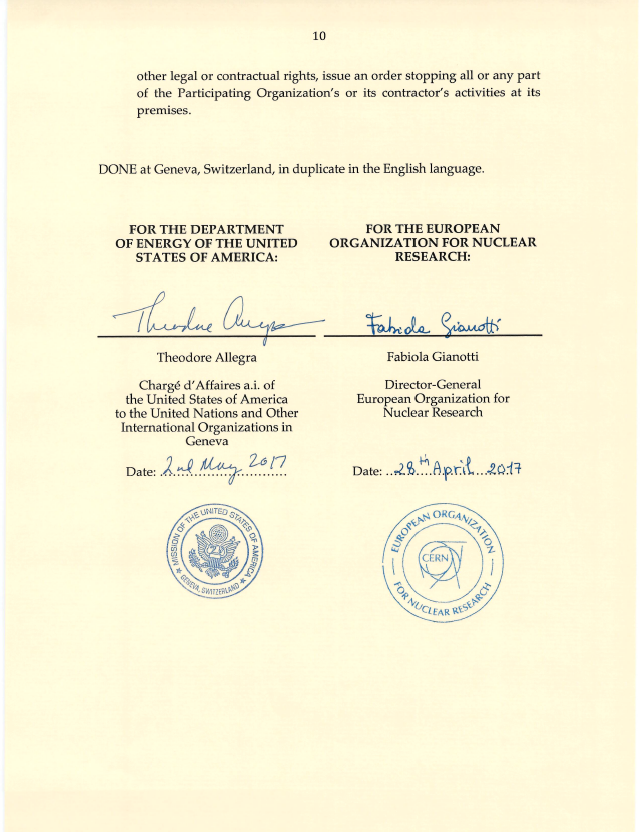 10
other legal or contractual rights, issue an order stopping all or any part
of the Participating Organization's or its contractor's activities at its
premises.
DONE at Geneva, Switzerland, in duplicate in the English language.
FOR THE DEPARTMENT
OF ENERGY OF THE UNITED
STATES OF AMERICA:
Theodore Allegra
Chargé d'Affaires a.i. of
the United States of America
to the United Nations and Other
International Organizations in
Geneva
Date: 2nd May 2017
MISSION OF THE UNITED STATES OF AMERICA
GENEVA, SWITZERLAND
FOR THE EUROPEAN
ORGANIZATION FOR NUCLEAR
RESEARCH:
Fabiola Gianotti
Fabiola Gianotti
Director-General
European Organization for
Nuclear Research
Date: 28th April 2017
EUROPEAN ORGANIZATION
CERN
FOR NUCLEAR RESEARCH